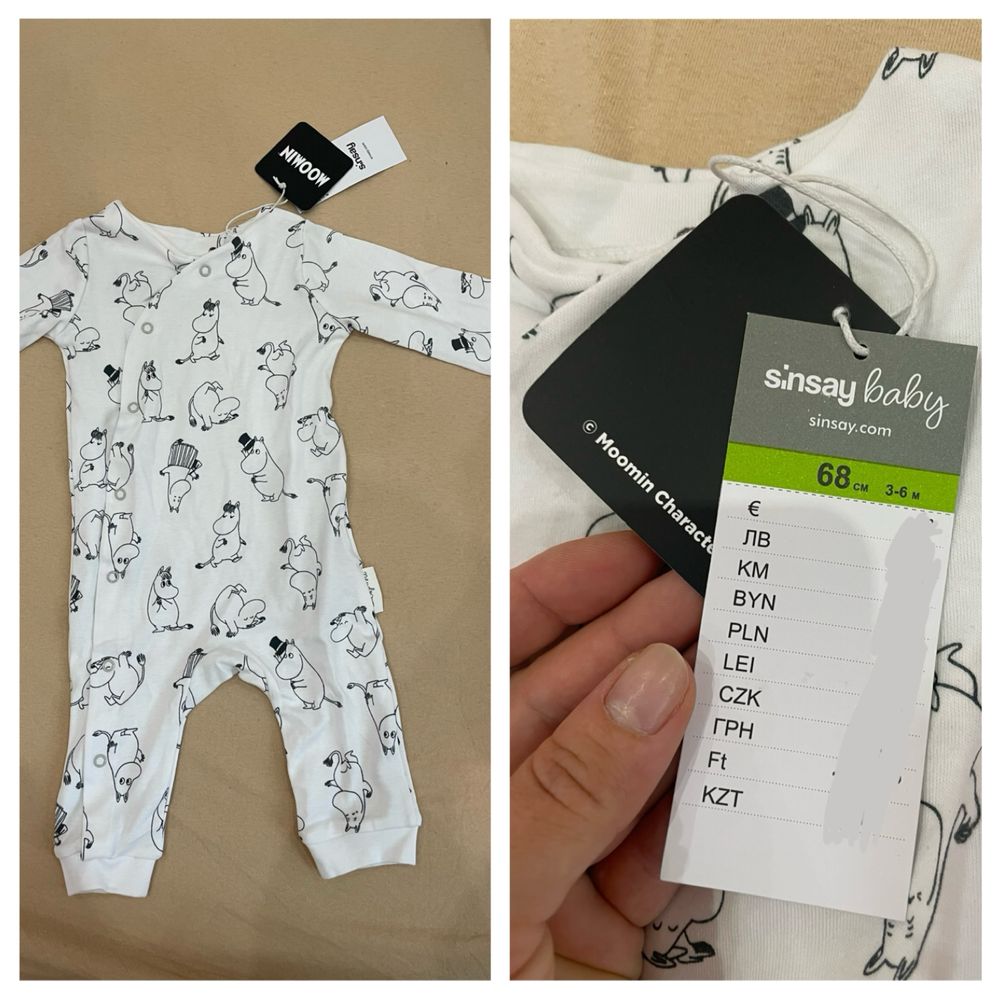 MOOMIN
sinsay
sinsay baby
sinsay.com
68 CM 3-6 M
€
ЛВ
KM
BYN
PLN
LEI
CZK
ГРН
Ft
KZT
© Moomin Characte